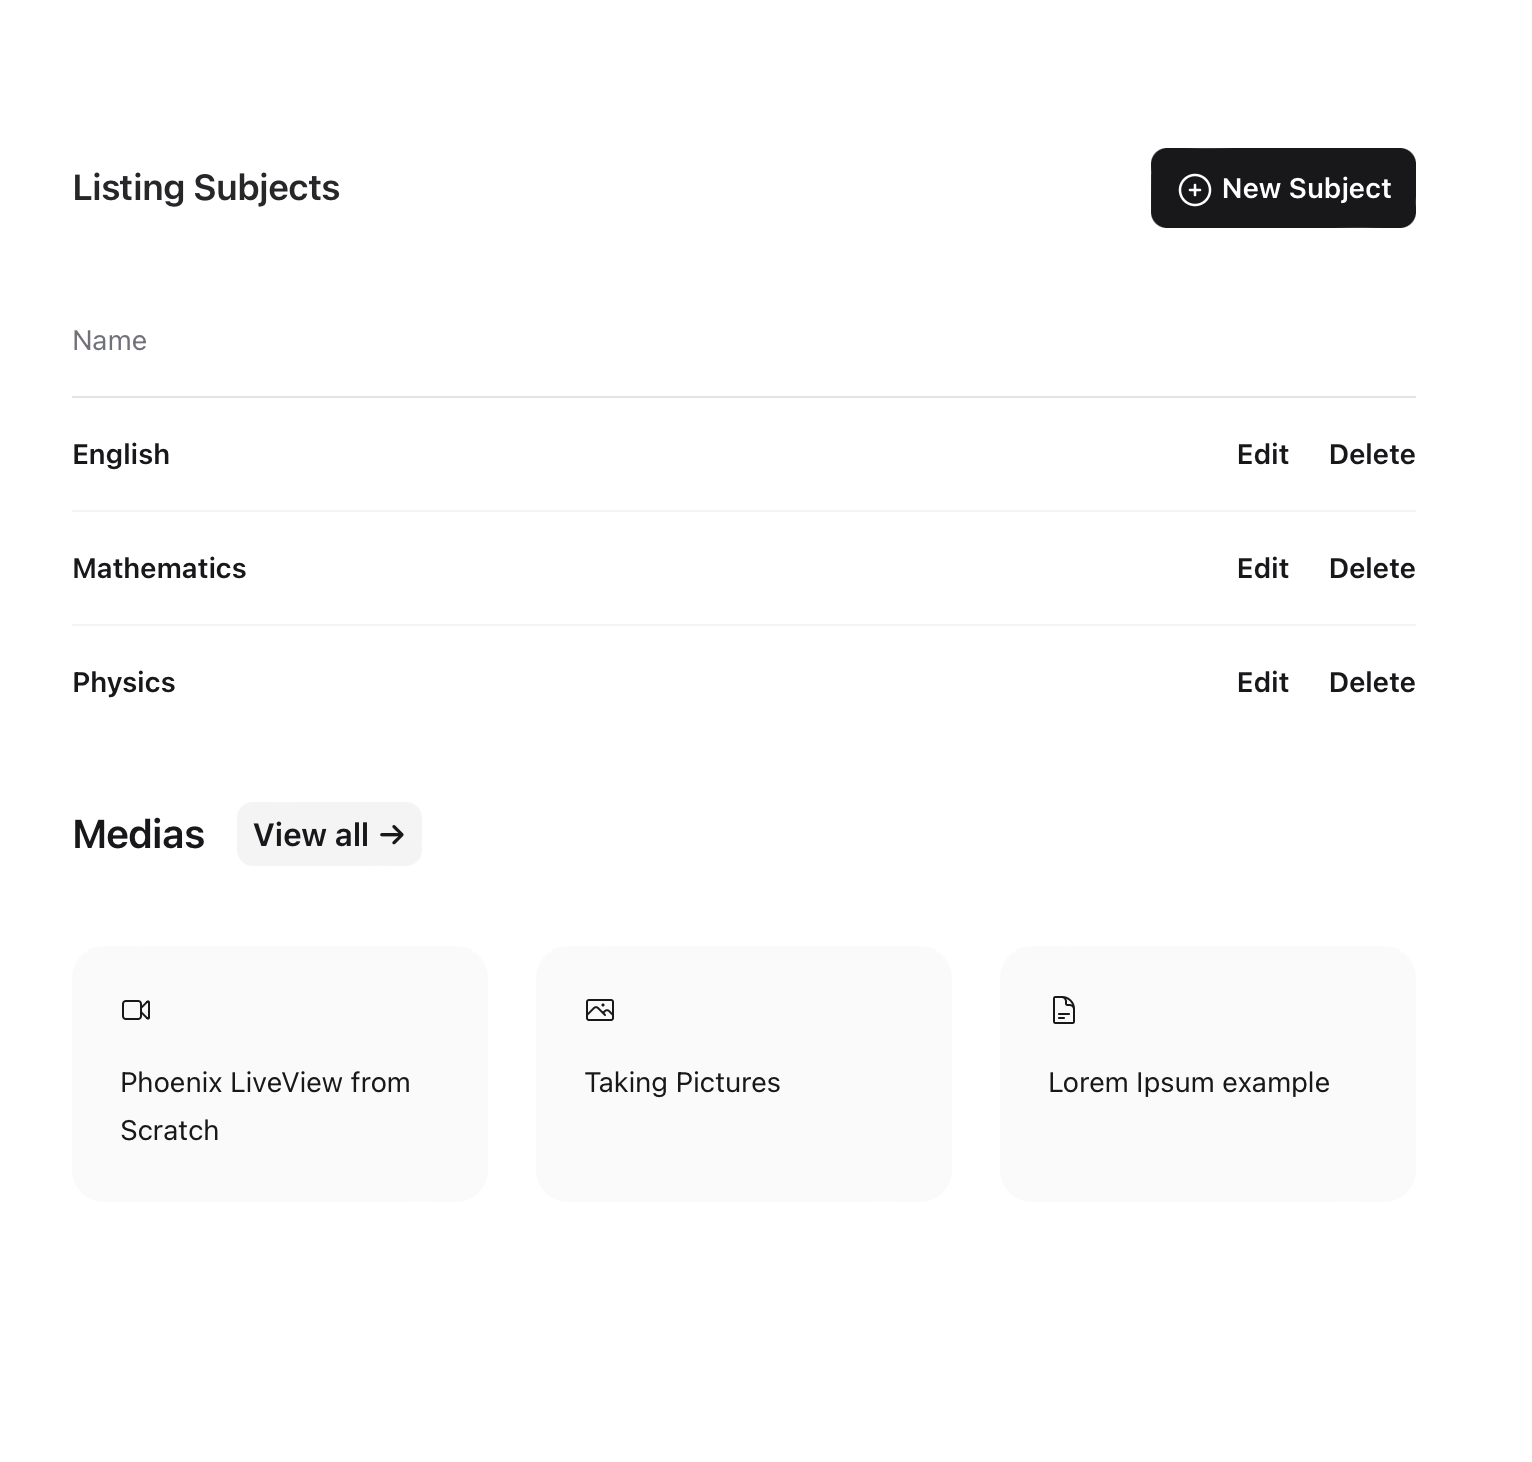 Listing Subjects
New Subject
Name
English Edit Delete
Mathematics Edit Delete
Physics Edit Delete
Medias View all →
Phoenix LiveView from
Scratch
Taking Pictures
Lorem Ipsum example